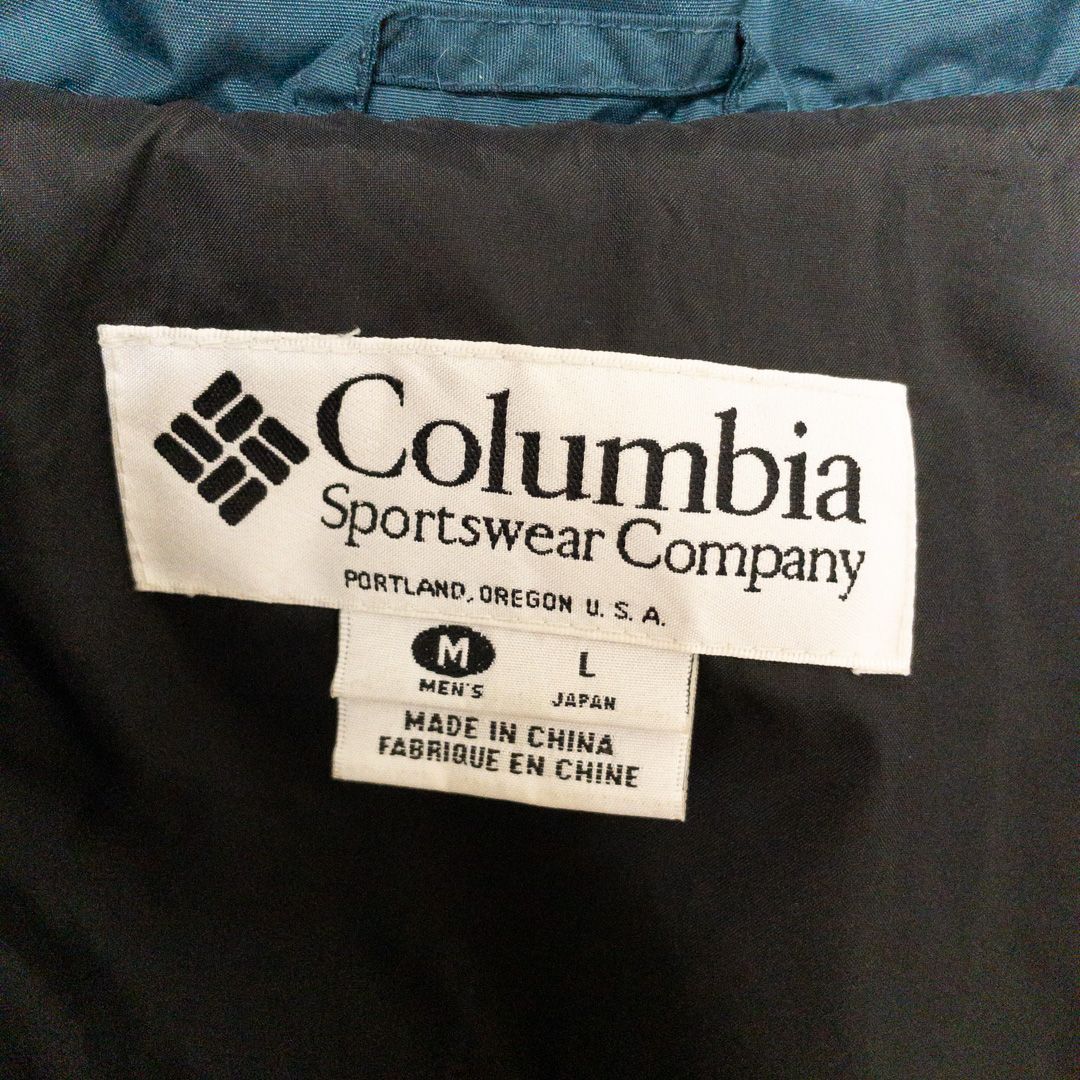 Columbia
Sportswear Company
PORTLAND, OREGON U. S. A.
M L
MEN'S JAPAN
MADE IN CHINA
FABRIQUE EN CHINE